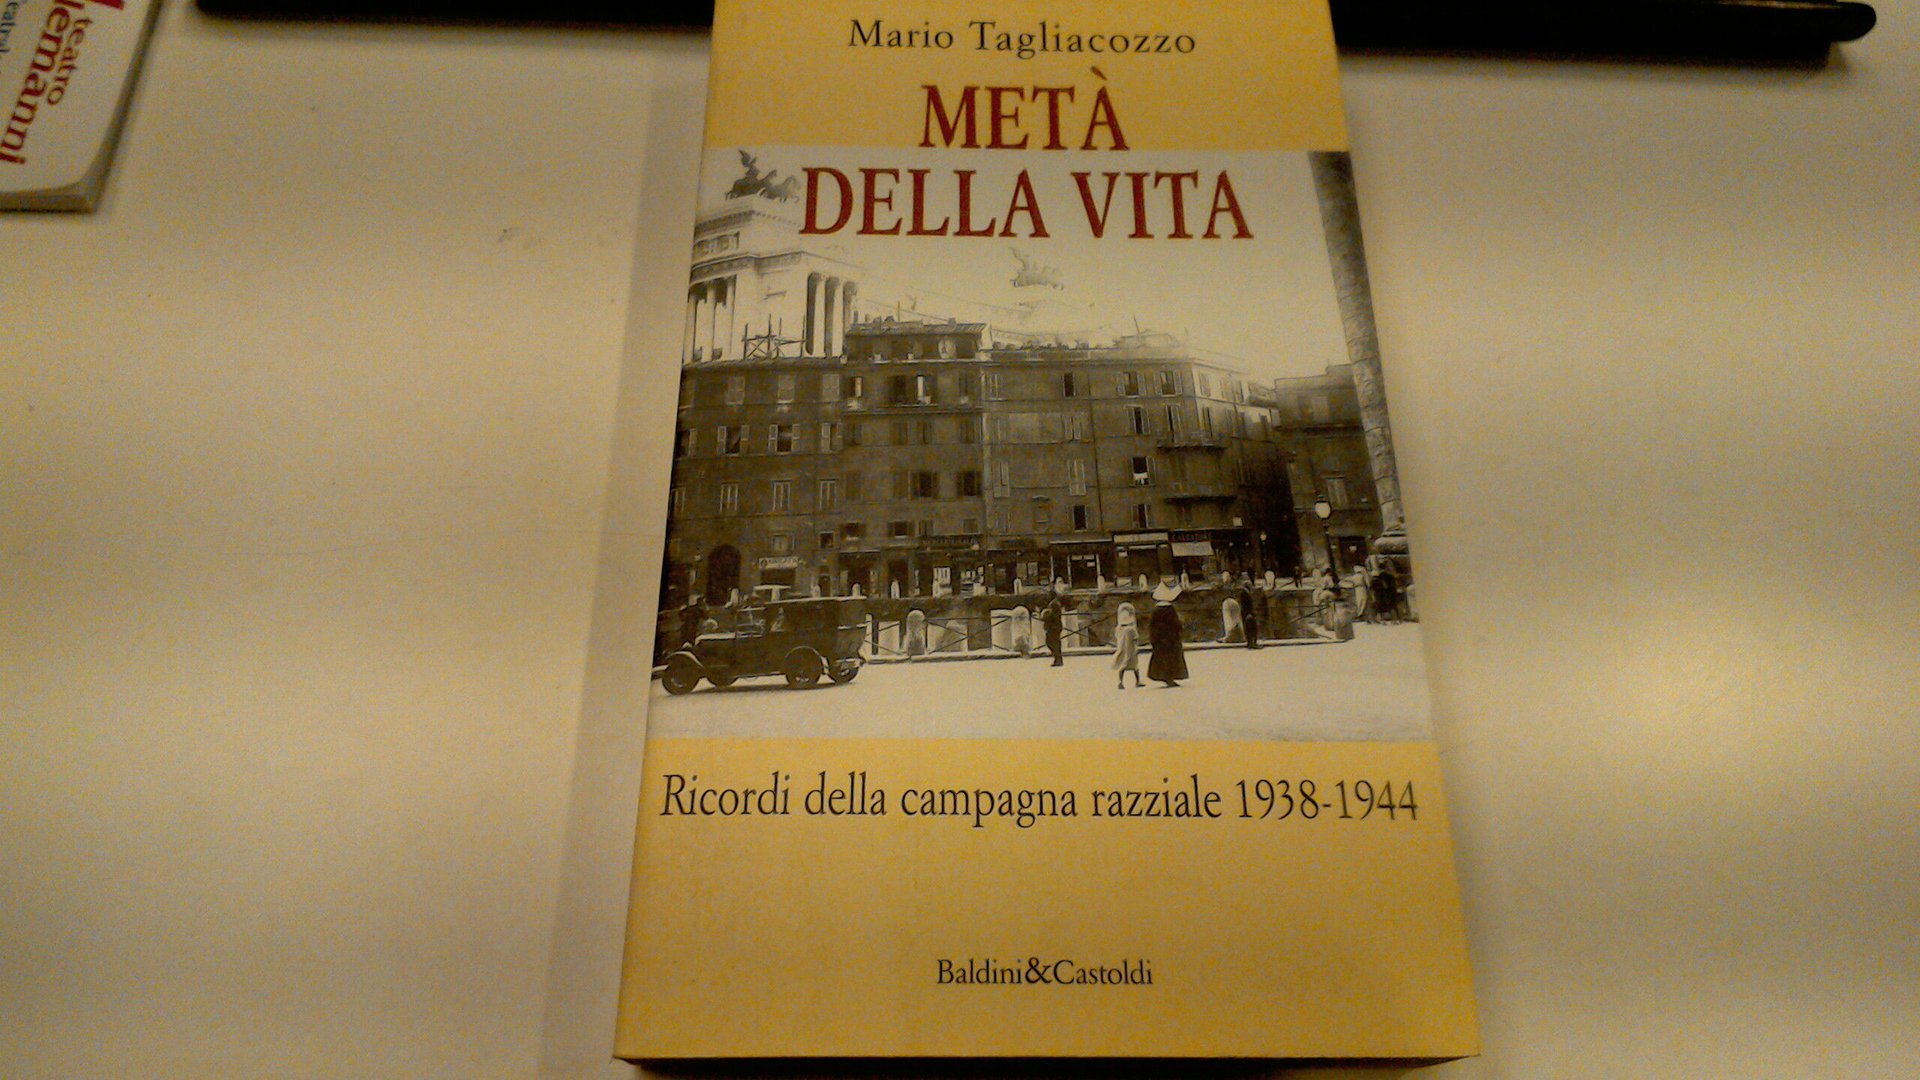 Mario Tagliacozzo
METÀ
DELLA VITA
Ricordi della campagna razziale 1938-1944
Baldini&Castoldi
teatro